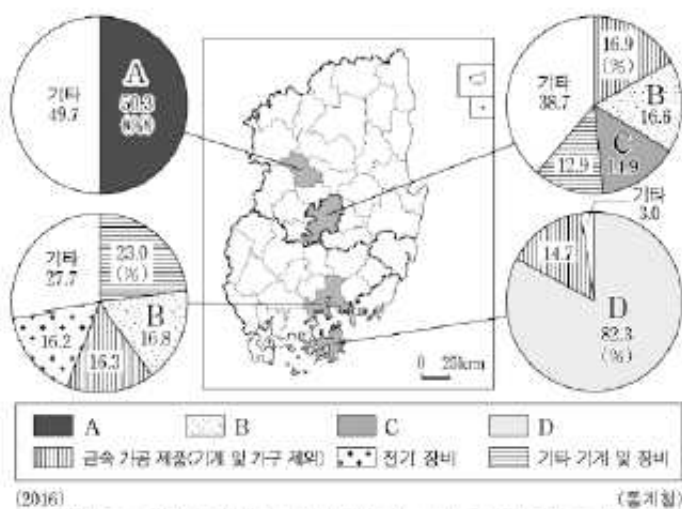 기타
49.7
A
50.3
(%)
기타
38.7
16.9
(%)
B
16.6
C
14.9
12.9
기타
27.7
23.0
(%)
B
16.8
16.3
16.2
기타
3.0
14.7
D
82.3
(%)
0 25km
A B C D
금속 가공 제품(기계 및 가구 제외) 전기 장비 기타 기계 및 장비
(2016) (통계청)